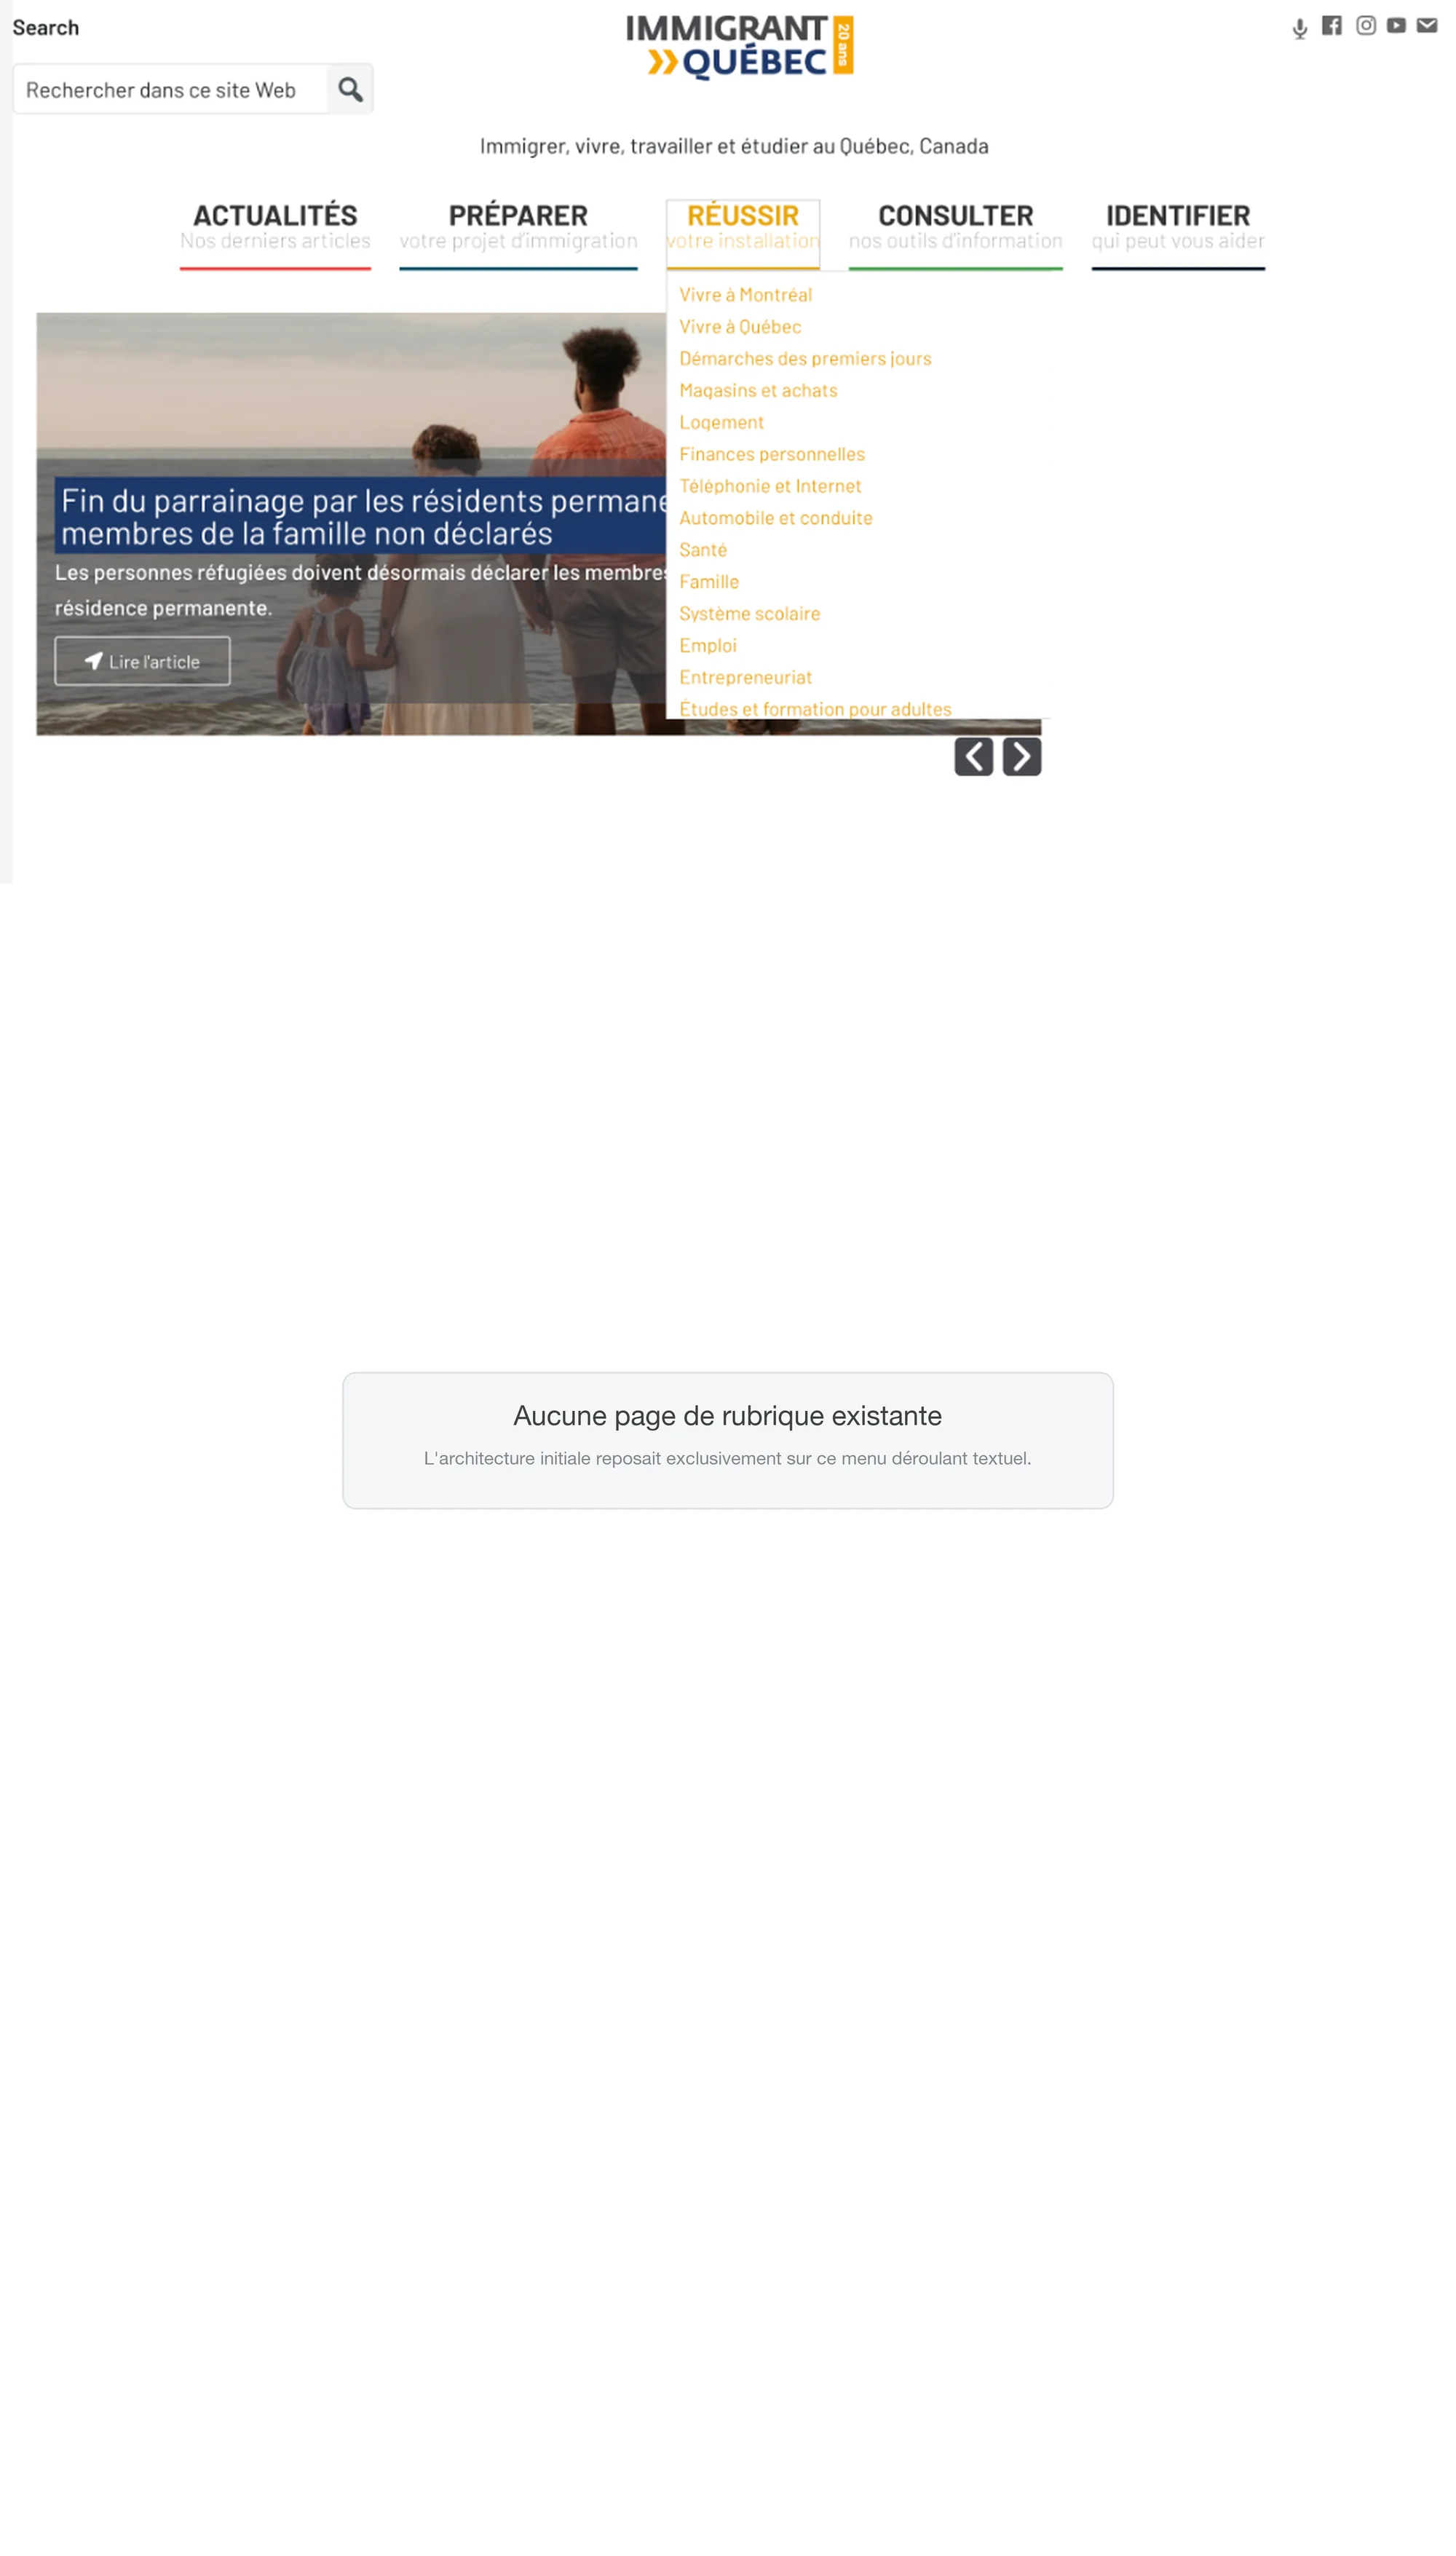 Search
IMMIGRANT
QUÉBEC
20 ans
Rechercher dans ce site Web
Immigrer, vivre, travailler et étudier au Québec, Canada
ACTUALITÉS
Nos derniers articles
PRÉPARER
votre projet d'immigration
RÉUSSIR
votre installation
CONSULTER
nos outils d'information
IDENTIFIER
qui peut vous aider
Vivre à Montréal
Vivre à Québec
Démarches des premiers jours
Magasins et achats
Logement
Finances personnelles
Téléphonie et Internet
Automobile et conduite
Santé
Famille
Système scolaire
Emploi
Entrepreneuriat
Études et formation pour adultes
Fin du parrainage par les résidents permane
membres de la famille non déclarés
Les personnes réfugiées doivent désormais déclarer les membres
résidence permanente.
Lire l'article
Aucune page de rubrique existante
L'architecture initiale reposait exclusivement sur ce menu déroulant textuel.